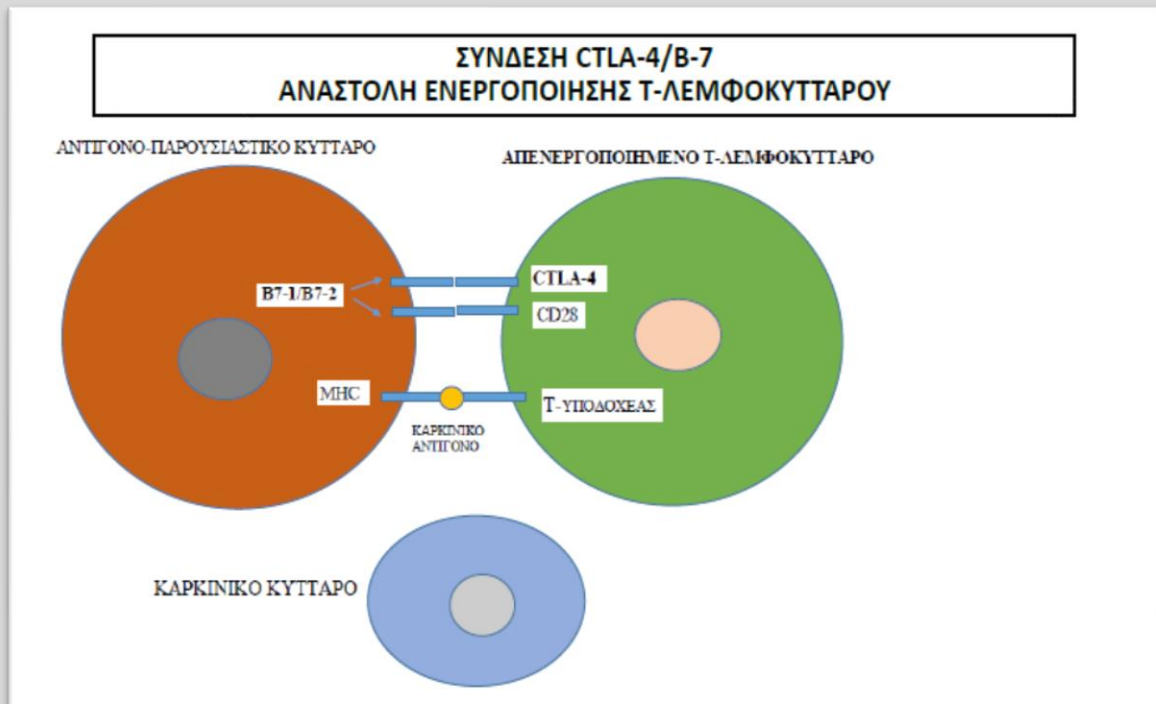 ΣΥΝΔΕΣΗ CTLA-4/B-7
ΑΝΑΣΤΟΛΗ ΕΝΕΡΓΟΠΟΙΗΣΗΣ Τ-ΛΕΜΦΟΚΥΤΤΑΡΟΥ
ΑΝΤΙΓΟΝΟ-ΠΑΡΟΥΣΙΑΣΤΙΚΟ ΚΥΤΤΑΡΟ
ΑΠΕΝΕΡΓΟΠΟΙΗΜΕΝΟ Τ-ΛΕΜΦΟΚΥΤΤΑΡΟ
CTLA-4
B7-1/B7-2
CD28
MHC
Τ-ΥΠΟΔΟΧΕΑΣ
ΚΑΡΚΙΝΙΚΟ
ΑΝΤΙΓΟΝΟ
ΚΑΡΚΙΝΙΚΟ ΚΥΤΤΑΡΟ